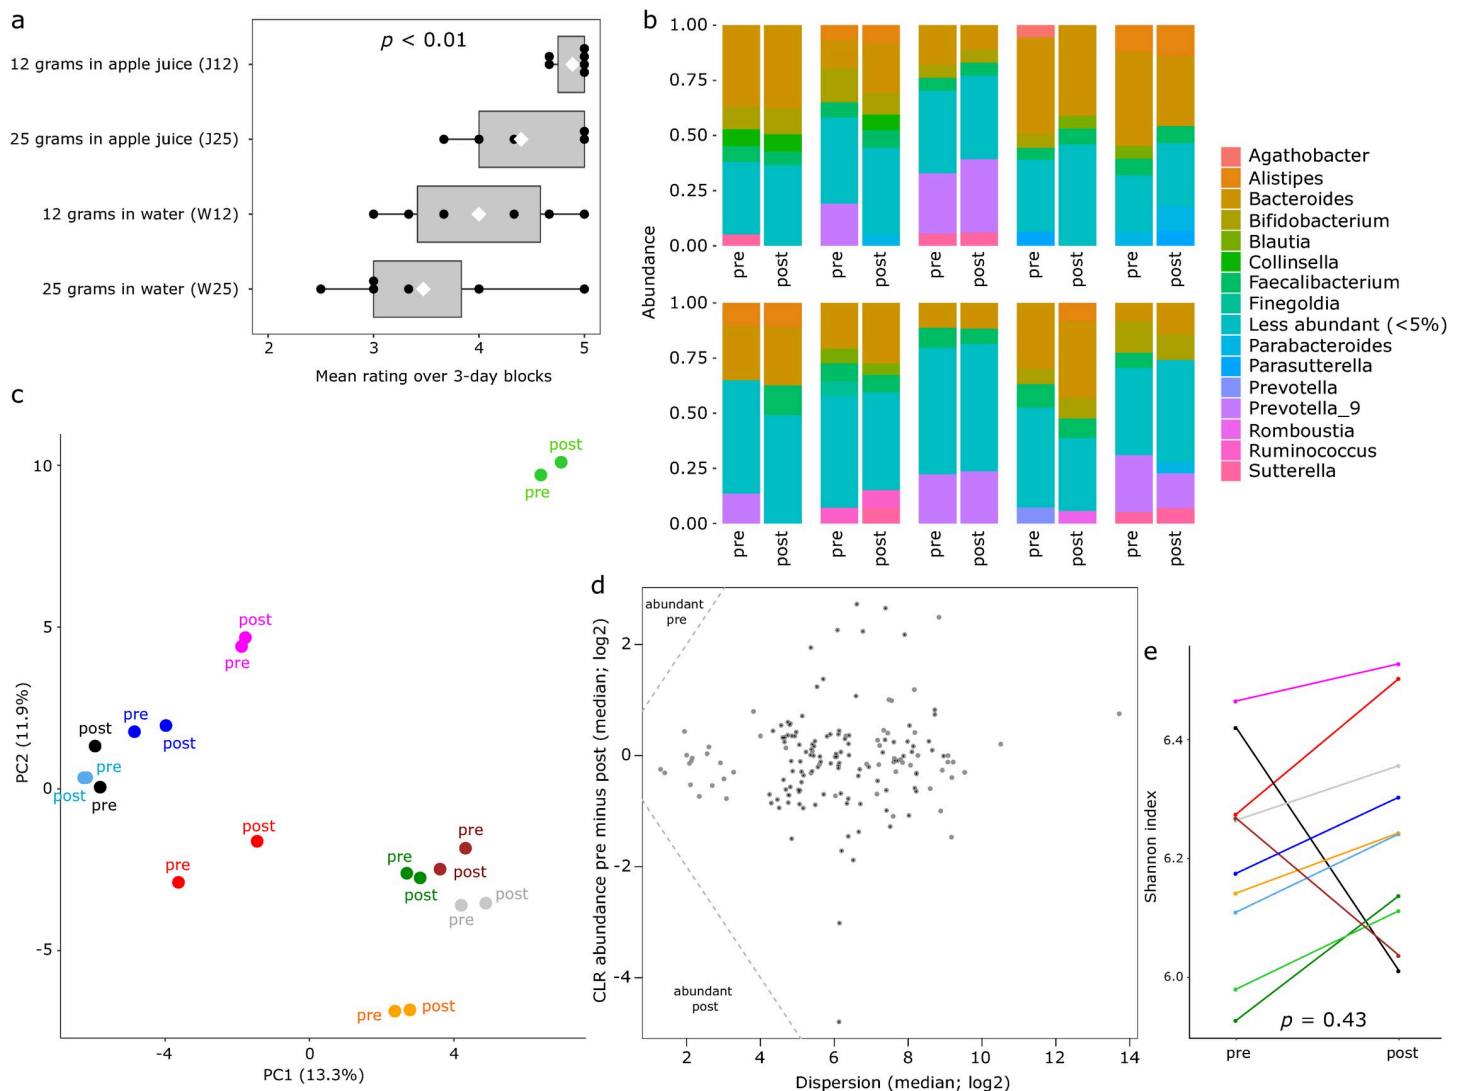 a
p < 0.01
12 grams in apple juice (J12)
25 grams in apple juice (J25)
12 grams in water (W12)
25 grams in water (W25)
2 3 4 5
Mean rating over 3-day blocks
b
Abundance
1.00
0.75
0.50
0.25
0.00
pre post pre post pre post pre post pre post
1.00
0.75
0.50
0.25
0.00
pre post pre post pre post pre post pre post
Agathobacter
Alistipes
Bacteroides
Bifidobacterium
Blautia
Collinsella
Faecalibacterium
Finegoldia
Less abundant (<5%)
Parabacteroides
Parasutterella
Prevotella
Prevotella_9
Romboustia
Ruminococcus
Sutterella
c
PC2 (11.9%)
10
5
0
-5
post
pre
post
pre
pre
post
post
pre
post
pre
post
pre
pre
post
pre
post
post
pre
pre post
-4 0 4
PC1 (13.3%)
d
CLR abundance pre minus post (median; log2)
2
0
-2
-4
abundant
pre
abundant
post
2 4 6 8 10 12 14
Dispersion (median; log2)
e
Shannon index
6.4
6.2
6.0
p = 0.43
pre post